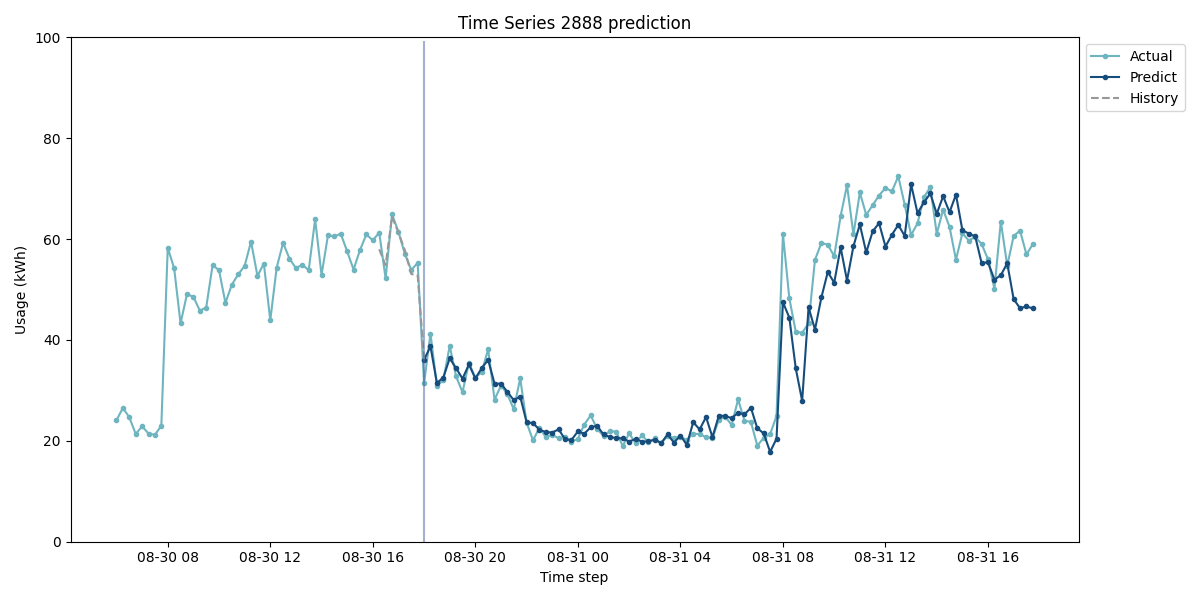 Time Series 2888 prediction
100
80
60
40
20
0
Usage (kWh)
08-30 08
08-30 12
08-30 16
08-30 20
08-31 00
08-31 04
08-31 08
08-31 12
08-31 16
Time step
Actual
Predict
History